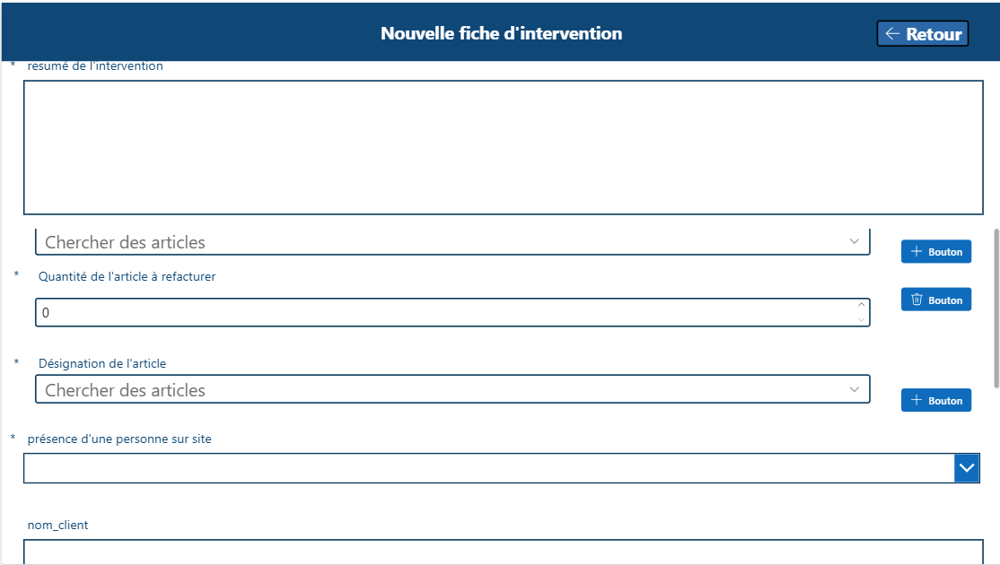 Nouvelle fiche d'intervention
Retour
* resumé de l'intervention
Chercher des articles
Bouton
* Quantité de l'article à refacturer
Bouton
0
* Désignation de l'article
Chercher des articles
Bouton
* présence d'une personne sur site
nom_client